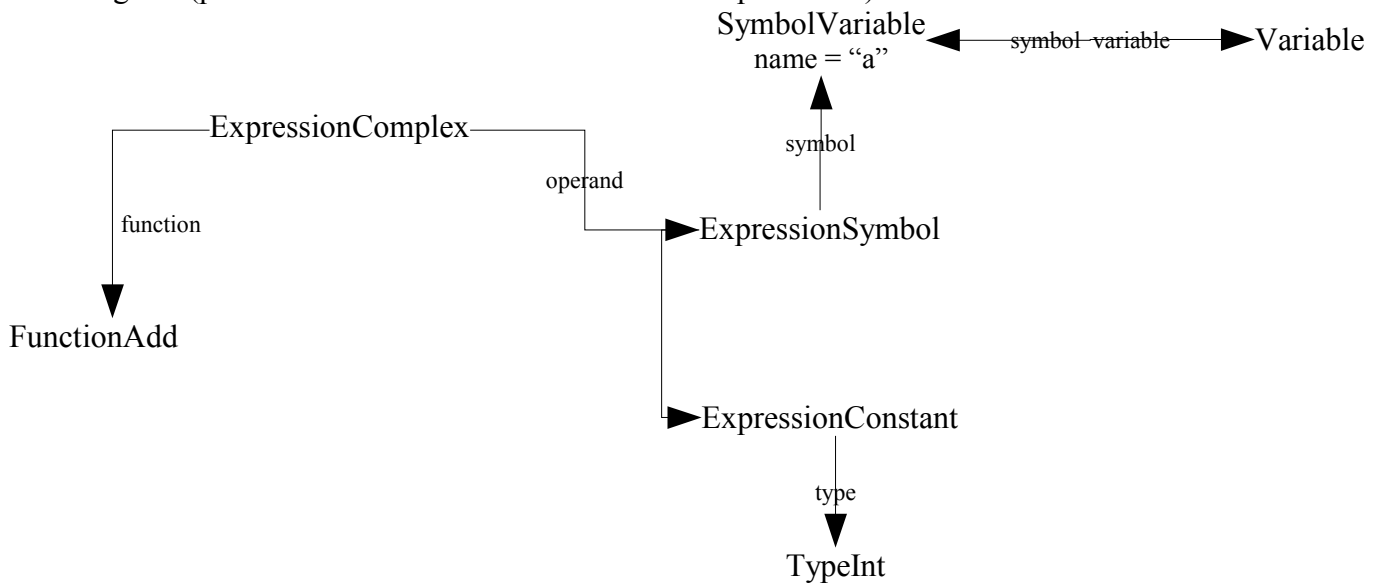 SymbolVariable
name = “a”
symbol variable
Variable
ExpressionComplex
symbol
operand
function
ExpressionSymbol
FunctionAdd
ExpressionConstant
type
TypeInt